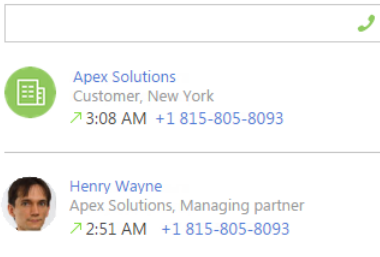 Apex Solutions
Customer, New York
3:08 AM +1 815-805-8093
Henry Wayne
Apex Solutions, Managing partner
2:51 AM +1 815-805-8093